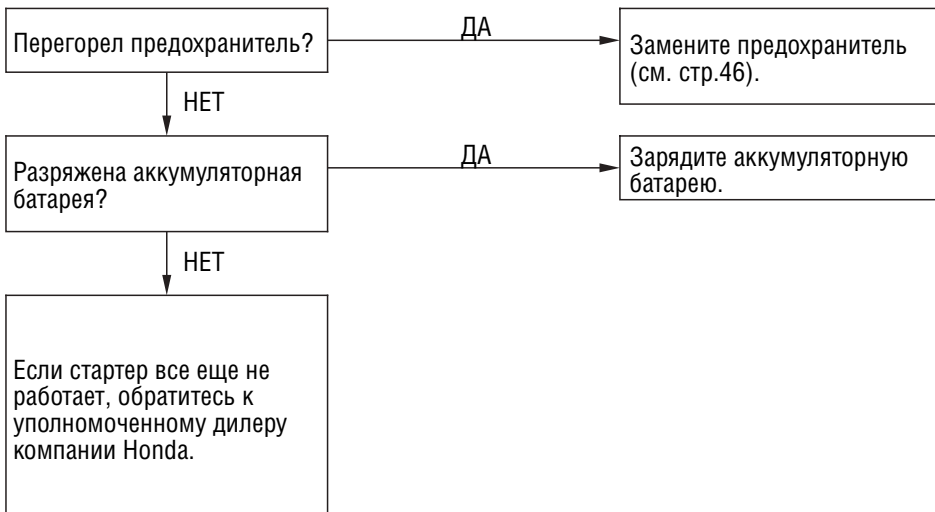 Перегорел предохранитель?
ДА
Замените предохранитель
(см. стр.46).
НЕТ
Разряжена аккумуляторная
батарея?
ДА
Зарядите аккумуляторную
батарею.
НЕТ
Если стартер все еще не
работает, обратитесь к
уполномоченному дилеру
компании Honda.